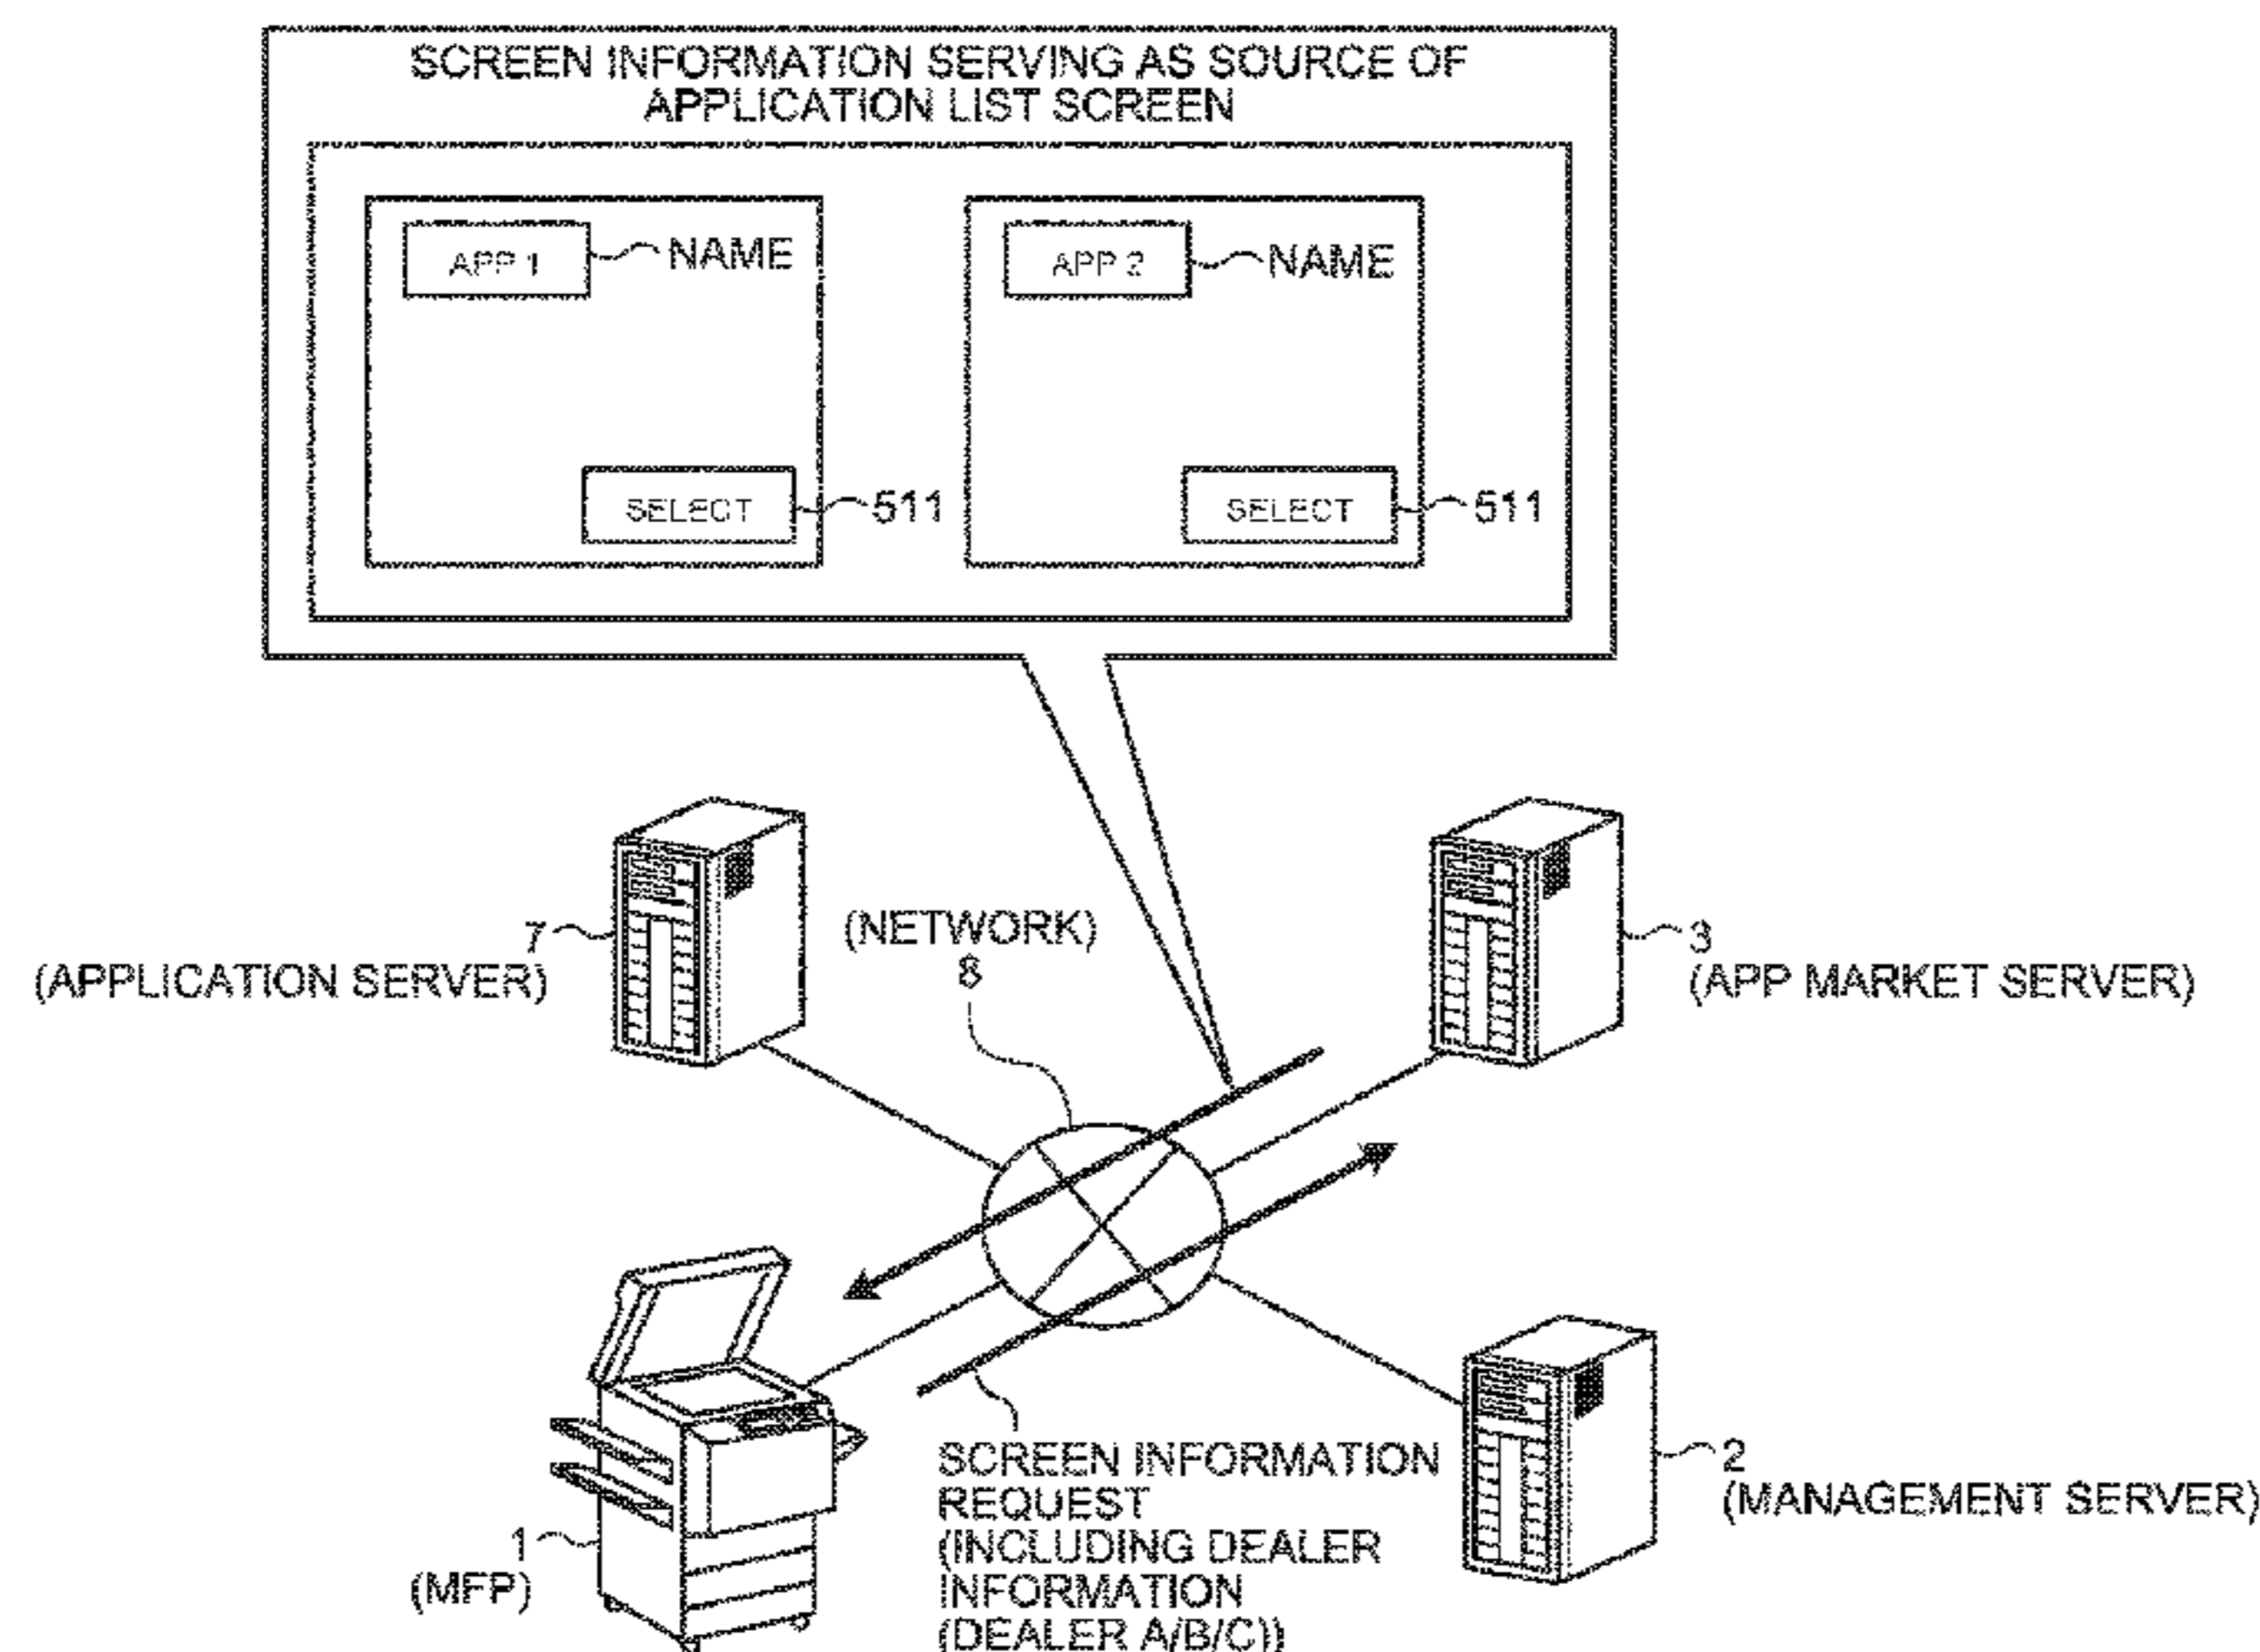 SCREEN INFORMATION SERVING AS SOURCE OF
APPLICATION LIST SCREEN
APP 1
NAME
APP 2
NAME
SELECT
511
SELECT
511
7
(APPLICATION SERVER)
(NETWORK)
8
3
(APP MARKET SERVER)
1
(MFP)
SCREEN INFORMATION
REQUEST
(INCLUDING DEALER
INFORMATION
(DEALER A/B/C))
2
(MANAGEMENT SERVER)